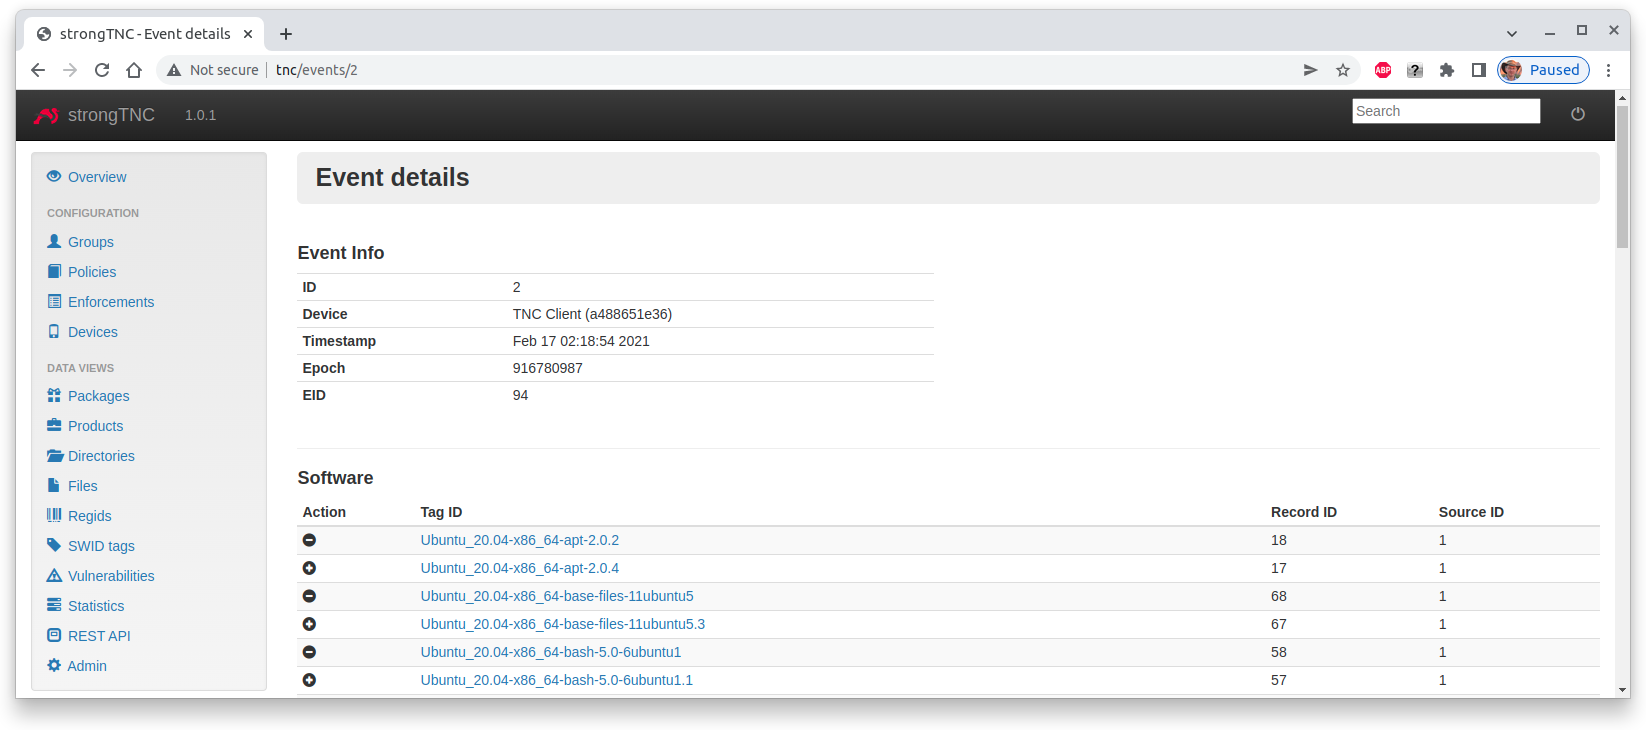 strongTNC - Event details
Not secure tnc/events/2
ABP
?
Paused
strongTNC 1.0.1
Search
Overview
CONFIGURATION
Groups
Policies
Enforcements
Devices
DATA VIEWS
Packages
Products
Directories
Files
Regids
SWID tags
Vulnerabilities
Statistics
REST API
Admin
Event details
Event Info
ID 2
Device TNC Client (a488651e36)
Timestamp Feb 17 02:18:54 2021
Epoch 916780987
EID 94
Software
Action Tag ID Record ID Source ID
Ubuntu_20.04-x86_64-apt-2.0.2 18 1
Ubuntu_20.04-x86_64-apt-2.0.4 17 1
Ubuntu_20.04-x86_64-base-files-11ubuntu5 68 1
Ubuntu_20.04-x86_64-base-files-11ubuntu5.3 67 1
Ubuntu_20.04-x86_64-bash-5.0-6ubuntu1 58 1
Ubuntu_20.04-x86_64-bash-5.0-6ubuntu1.1 57 1